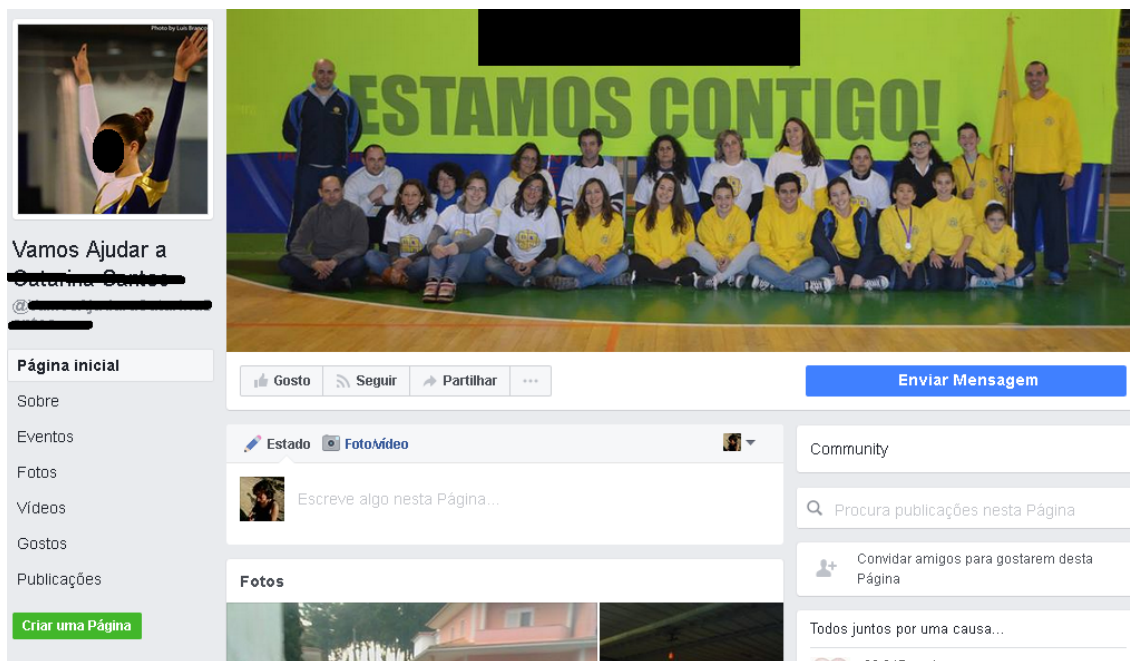 Photo by Luís Branco
ESTAMOS CONTIGO!
Vamos Ajudar a
@
Página inicial
Sobre
Eventos
Fotos
Vídeos
Gostos
Publicações
Criar uma Página
Gosto
Seguir
Partilhar
Enviar Mensagem
Estado
Foto/vídeo
Escreve algo nesta Página...
Fotos
Community
Procura publicações nesta Página
Convidar amigos para gostarem desta
Página
Todos juntos por uma causa...